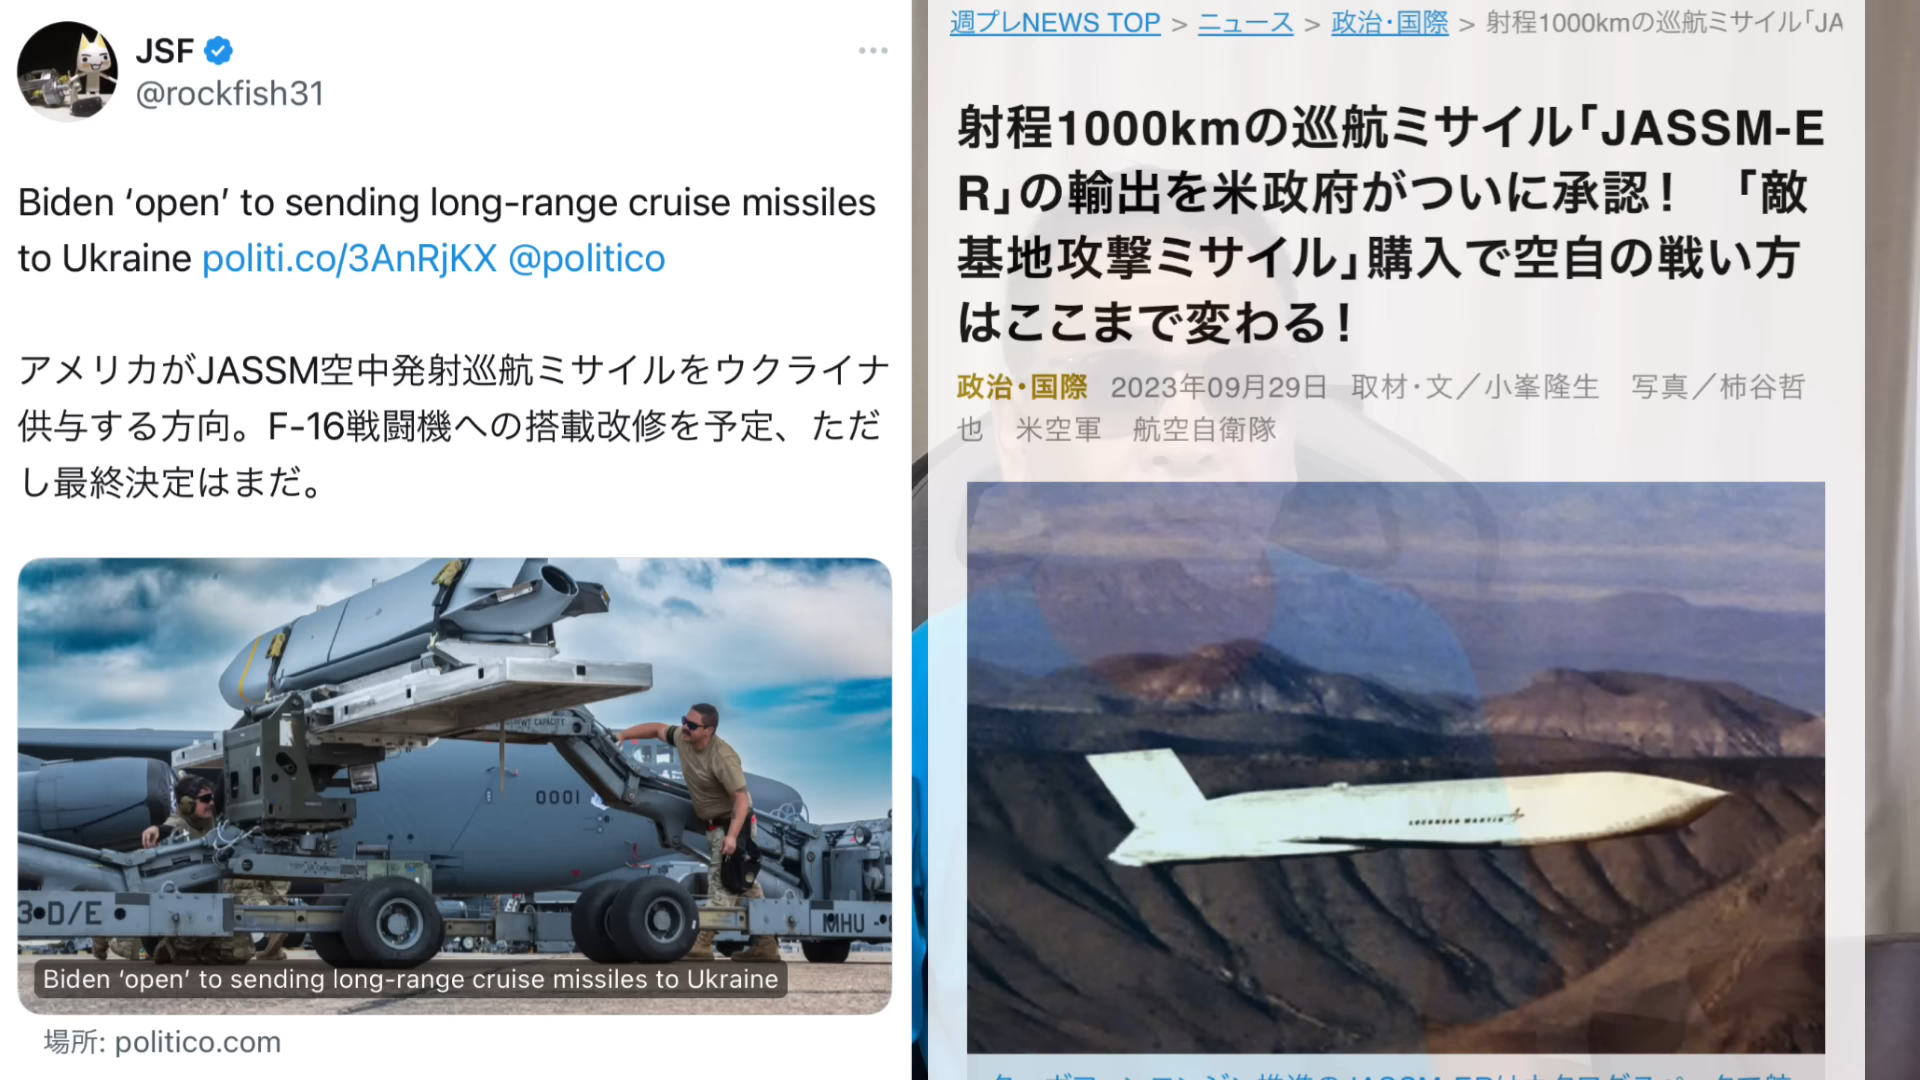 JSF
@rockfish31
Biden ‘open’ to sending long-range cruise missiles
to Ukraine politi.co/3AnRjKX @politico
アメリカがJASSM空中発射巡航ミサイルをウクライナ
供与する方向。F-16戦闘機への搭載改修を予定、ただ
し最終決定はまだ。
0001
3•D/E •
MHU
Biden ‘open’ to sending long-range cruise missiles to Ukraine
場所: politico.com
週プレNEWS TOP > ニュース > 政治・国際 > 射程1000kmの巡航ミサイル「JA
射程1000kmの巡航ミサイル「JASSM-E
R」の輸出を米政府がついに承認! 「敵
基地攻撃ミサイル」購入で空自の戦い方
はここまで変わる!
政治・国際 2023年09月29日 取材・文／小峯隆生 写真／柿谷哲
也 米空軍 航空自衛隊
LOCKHEED MARTIN